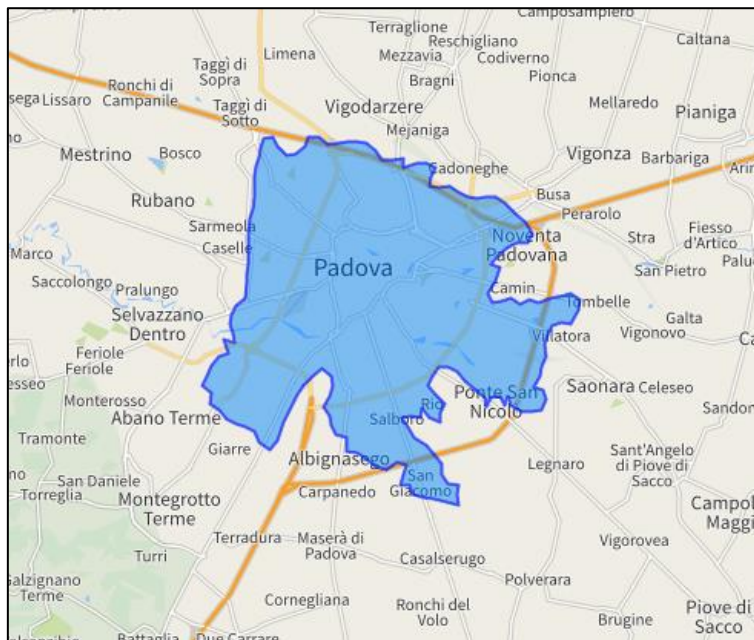 Camposampiero
Terraglione
Reschigliano
Caltana
Limena
Mezzavia
Codiverno
Taggì di
Sopra
Bragni
Pionca
Ronchi di
Campanile
sega
Lissaro
Taggì di
Sotto
Vigodarzere
Mellaredo
Pianiga
Mejaniga
Mestrino
Bosco
Vigonza
Barbariga
Cadoneghe
Rubano
Busa
Perarolo
Sarmeola
Caselle
Noventa
Padovana
Stra
Fiesso
d'Artico
Marco
Padova
San Pietro
Saccolongo
Pralungo
Camin
Tombelle
Galta
Selvazzano
Dentro
Villatora
Vigonovo
Feriole
Feriole
Saonara
Celeseo
Monterosso
Ponte San
Nicolò
Abano Terme
Rio
Salboro
Sandon
Tramonte
Giarre
Albignasego
Legnaro
Sant'Angelo
di Piove di
Sacco
San Daniele
Torreglia
San
Giacomo
Carpanedo
Montegrotto
Terme
Campol
Maggi
Terradura
Maserà di
Padova
Vigorovea
Turri
Casalserugo
Galzignano
Terme
Polverara
Cornegliana
Ronchi del
Volo
Piove di
Sacco
Brugine
Battaglia
Due Carrare